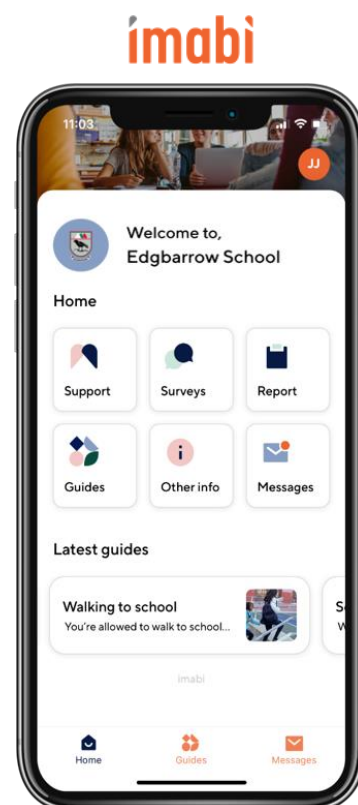 imabi
11:03
JJ
Welcome to,
Edgbarrow School
Home
Support
Surveys
Report
Guides
i
Other info
Messages
Latest guides
Walking to school
You're allowed to walk to school...
imabi
Home
Guides
Messages